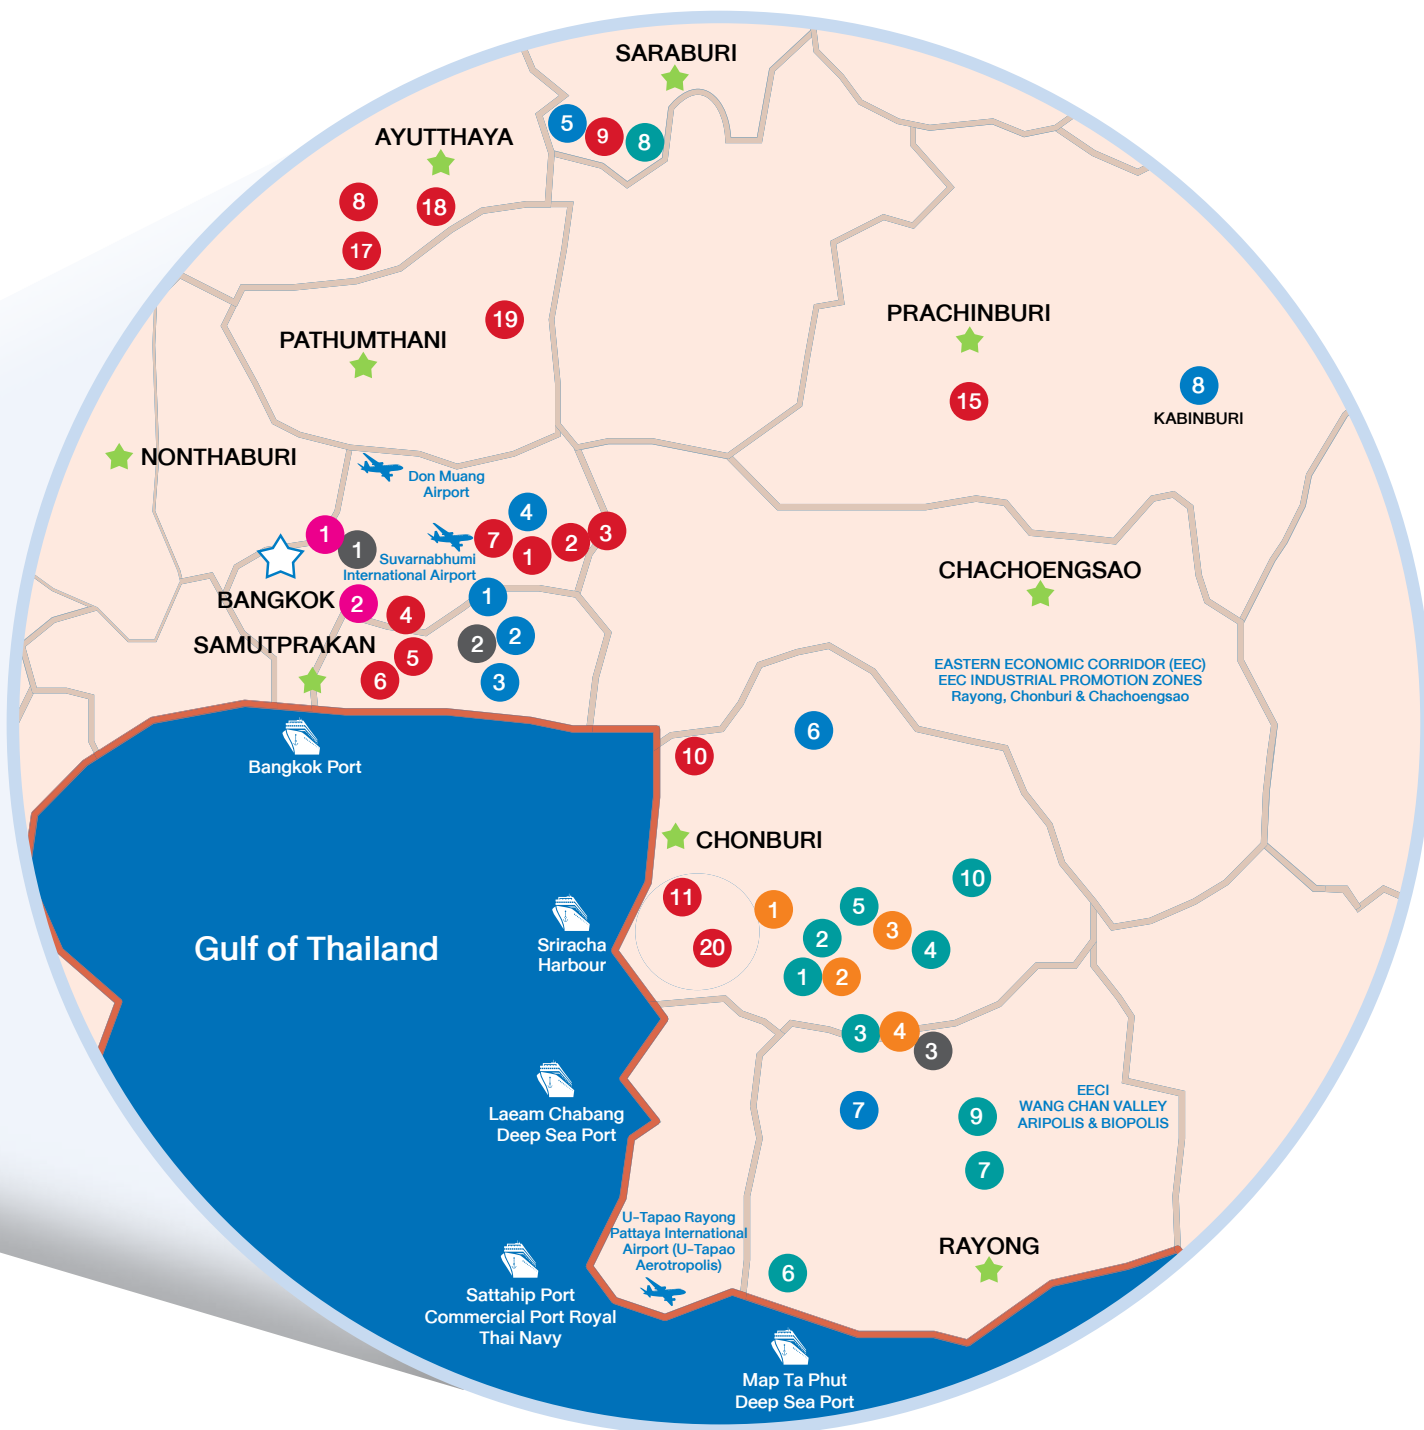 SARABURI
5
9
8
AYUTTHAYA
8
18
17
19
PATHUMTHANI
PRACHINBURI
15
8
KABINBURI
NONTHABURI
Don Muang
Airport
4
7
1
2
3
1
1
Suvarnabhumi
International Airport
BANGKOK
2
4
1
SAMUTPRAKAN
5
6
2
2
3
CHACHOENGSAO
EASTERN ECONOMIC CORRIDOR (EEC)
EEC INDUSTRIAL PROMOTION ZONES
Rayong, Chonburi & Chachoengsao
Bangkok Port
10
6
CHONBURI
11
20
1
5
10
2
3
4
1
2
Gulf of Thailand
Sriracha
Harbour
3
4
3
Laeam Chabang
Deep Sea Port
7
EECI
WANG CHAN VALLEY
ARIPOLIS & BIOPOLIS
9
7
U-Tapao Rayong
Pattaya International
Airport (U-Tapao
Aerotropolis)
RAYONG
6
Sattahip Port
Commercial Port Royal
Thai Navy
Map Ta Phut
Deep Sea Port